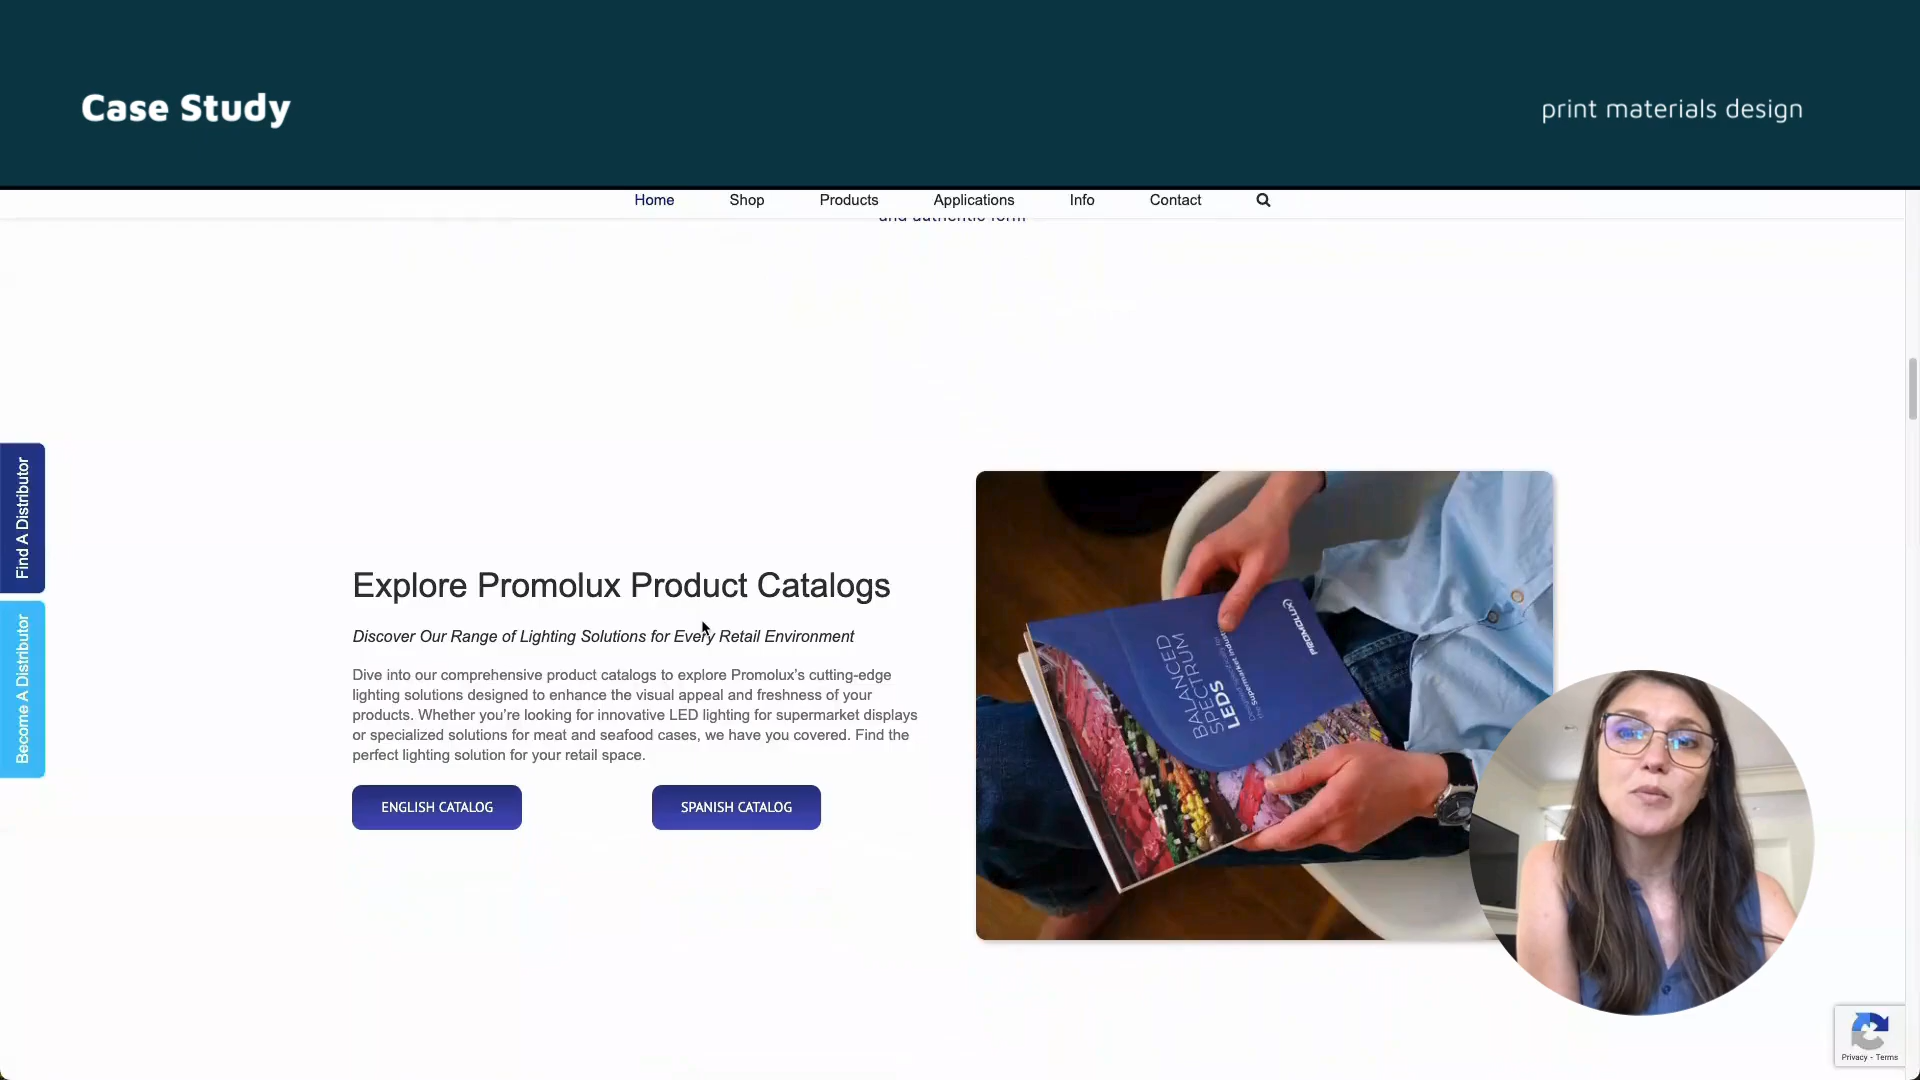 Case Study
print materials design
Home
Shop
Products
Applications
Info
Contact
and authentic form
Find A Distributor
Become A Distributor
Explore Promolux Product Catalogs
Discover Our Range of Lighting Solutions for Every Retail Environment
Dive into our comprehensive product catalogs to explore Promolux's cutting-edge
lighting solutions designed to enhance the visual appeal and freshness of your
products. Whether you're looking for innovative LED lighting for supermarket displays
or specialized solutions for meat and seafood cases, we have you covered. Find the
perfect lighting solution for your retail space.
ENGLISH CATALOG
SPANISH CATALOG
PROMOLUX
BALANCED
SPECTRUM
LEDS
Privacy - Terms